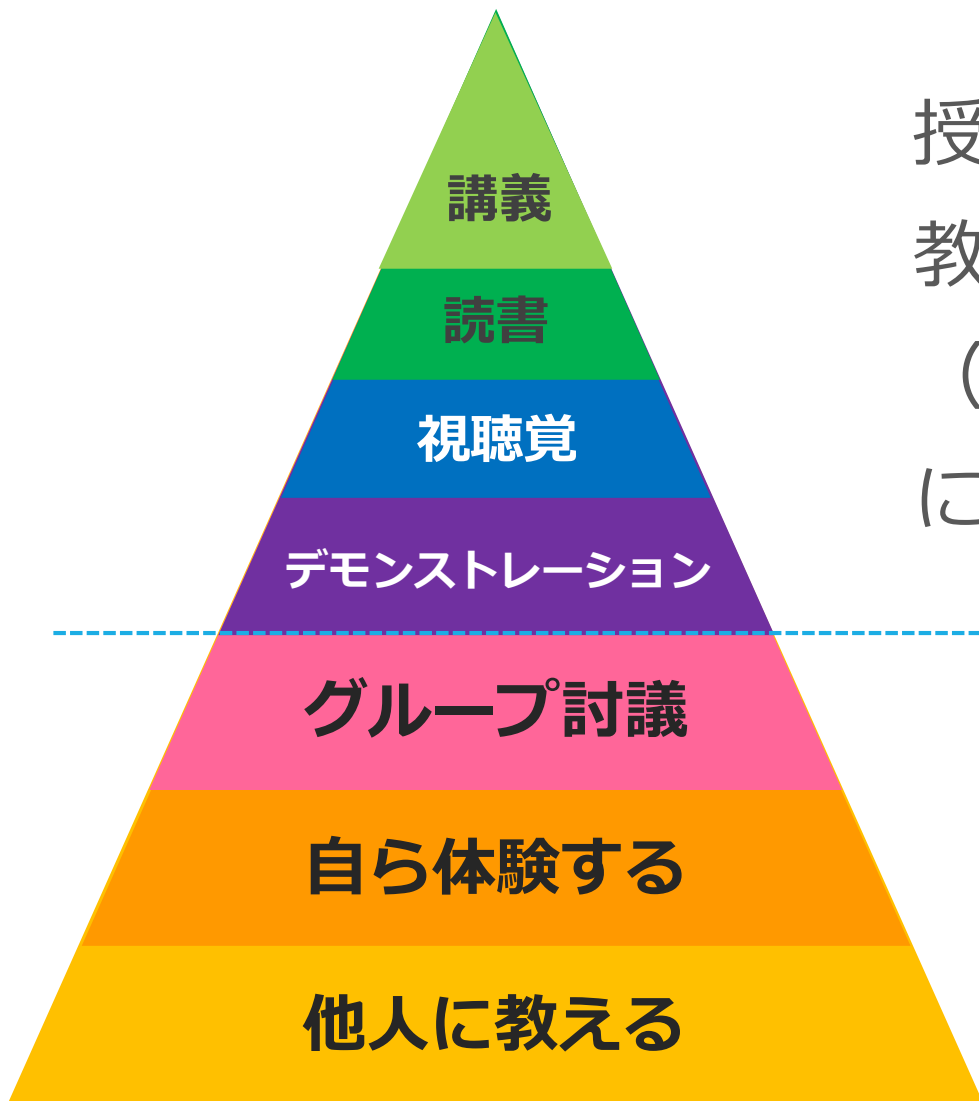 講義
読書
視聴覚
デモンストレーション
グループ討議
自ら体験する
他人に教える
授
教
（
に